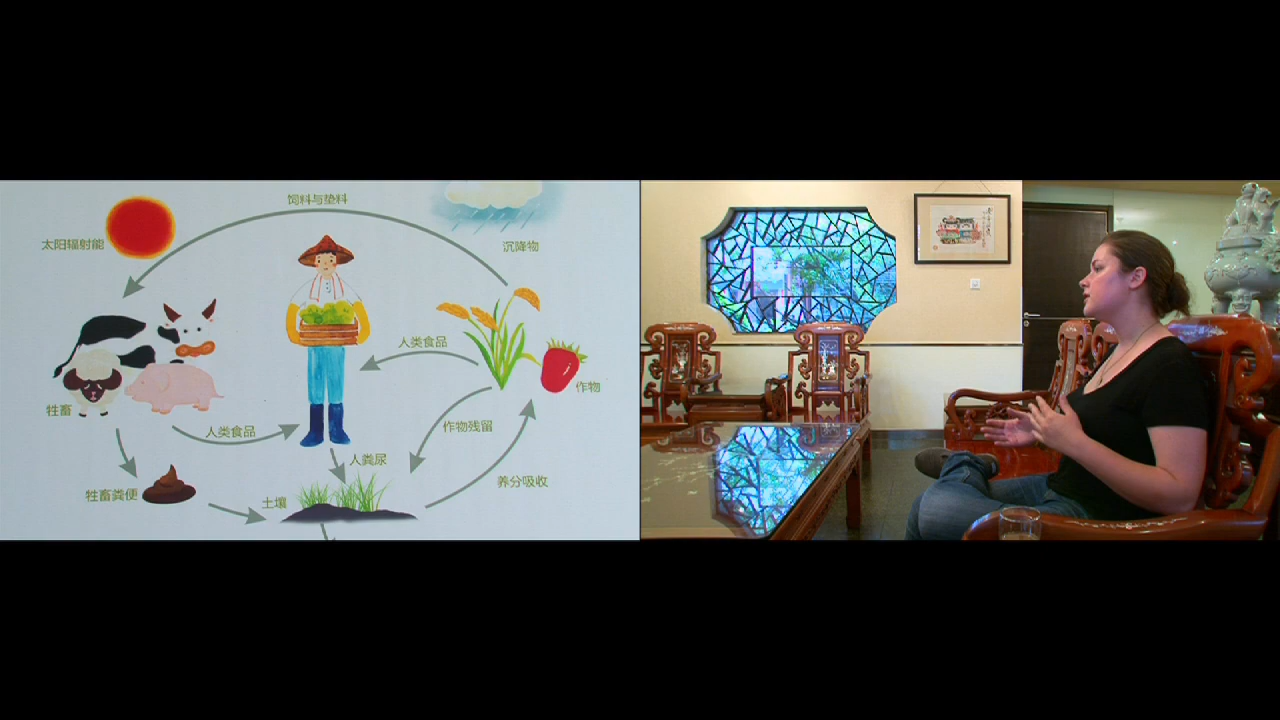 饲料与垫料
太阳辐射能
沉降物
人类食品
作物
牲畜
人类食品
作物残留
人粪尿
养分吸收
牲畜粪便
土壤